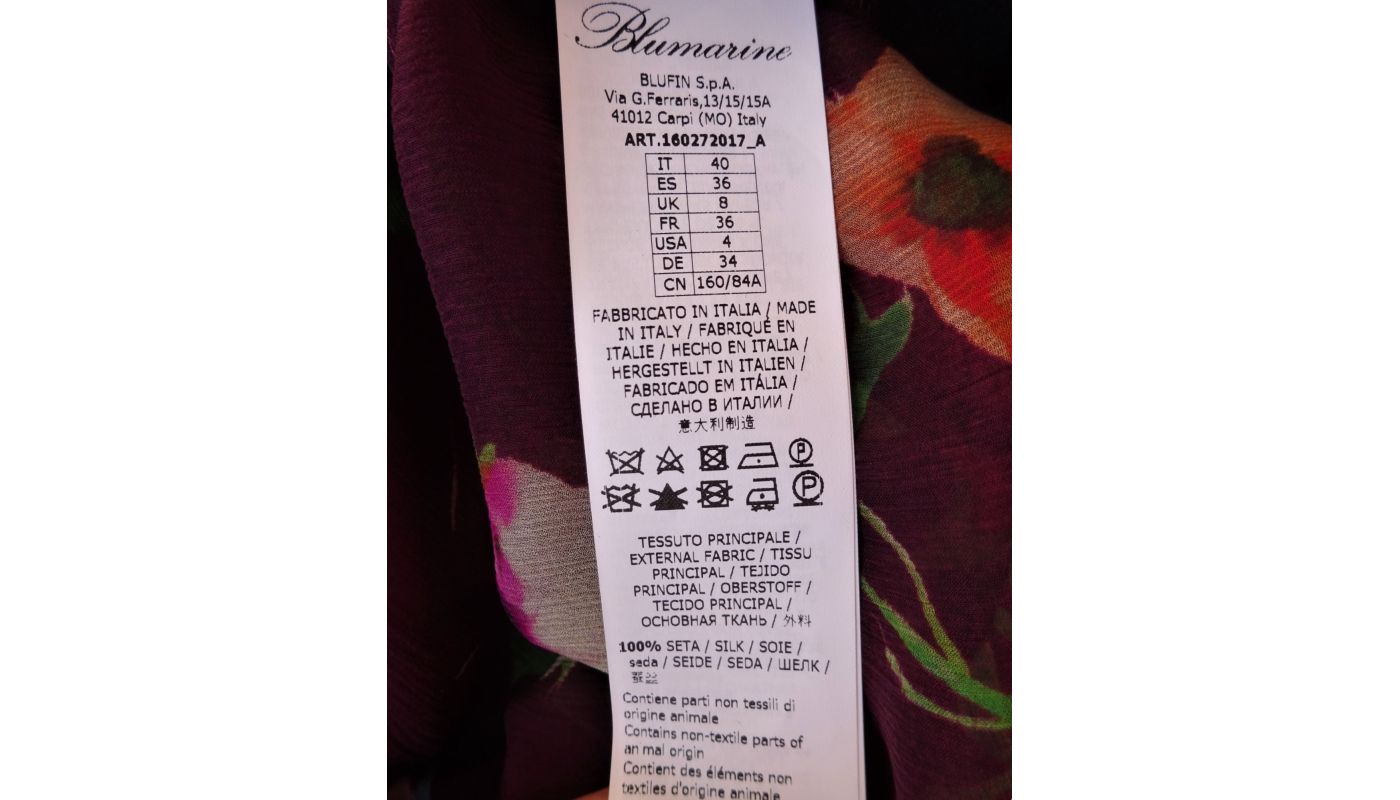 Blumarine
BLUFIN S.p.A.
Via G.Ferraris,13/15/15A
41012 Carpi (MO) Italy
ART.160272017_A
IT 40
ES 36
UK 8
FR 36
USA 4
DE 34
CN 160/84A
FABBRICATO IN ITALIA / MADE
IN ITALY / FABRIQUÉ EN
ITALIE / HECHO EN ITALIA /
HERGESTELLT IN ITALIEN /
FABRICADO EM ITÁLIA /
СДЕЛАНО В ИТАЛИИ /
意大利制造
P
P
TESSUTO PRINCIPALE /
EXTERNAL FABRIC / TISSU
PRINCIPAL / TEJIDO
PRINCIPAL / OBERSTOFF /
TECIDO PRINCIPAL /
ОСНОВНАЯ ТКАНЬ / 外料
100% SETA / SILK / SOIE /
seda / SEIDE / SEDA / ШЕЛК /
Contiene parti non tessili di
origine animale
Contains non-textile parts of
an mal origin
Contient des éléments non
textiles d'origine animale